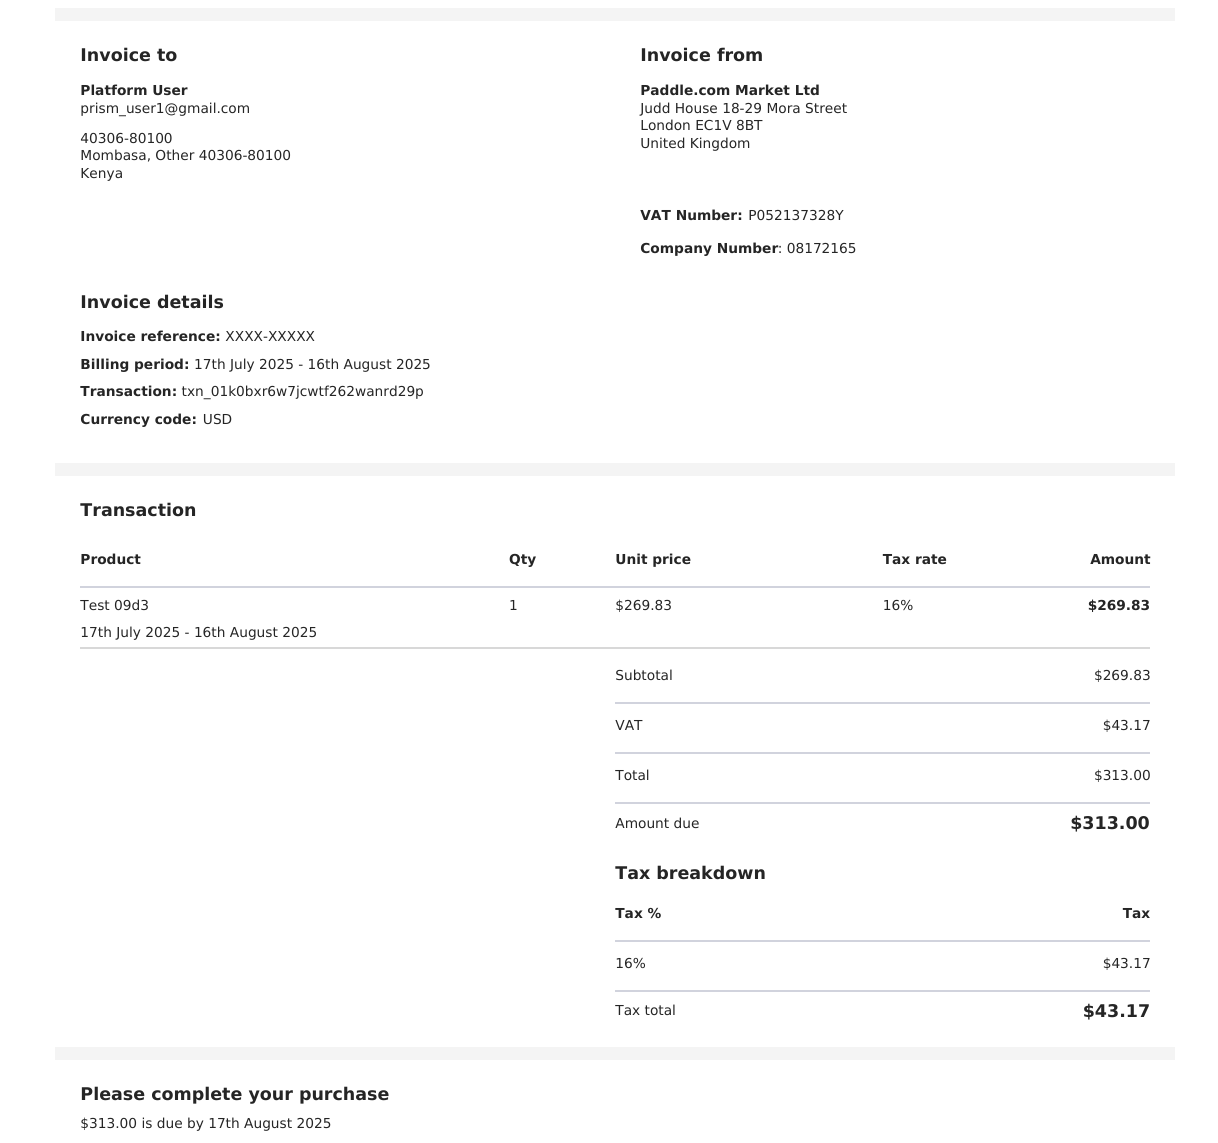 Invoice to
Platform User
prism_user1@gmail.com
40306-80100
Mombasa, Other 40306-80100
Kenya
Invoice from
Paddle.com Market Ltd
Judd House 18-29 Mora Street
London EC1V 8BT
United Kingdom
VAT Number: P052137328Y
Company Number: 08172165
Invoice details
Invoice reference: XXXX-XXXXX
Billing period: 17th July 2025 - 16th August 2025
Transaction: txn_01k0bxr6w7jcwtf262wanrd29p
Currency code: USD
Transaction
Product Qty Unit price Tax rate Amount
Test 09d3 1 $269.83 16% $269.83
17th July 2025 - 16th August 2025
Subtotal $269.83
VAT $43.17
Total $313.00
Amount due $313.00
Tax breakdown
Tax % Tax
16% $43.17
Tax total $43.17
Please complete your purchase
$313.00 is due by 17th August 2025